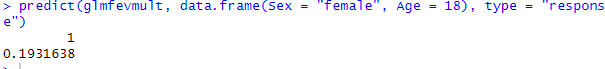 > predict(glmfevmult, data.frame(Sex = "female", Age = 18), type = "respons
e")
1
0.1931638
>